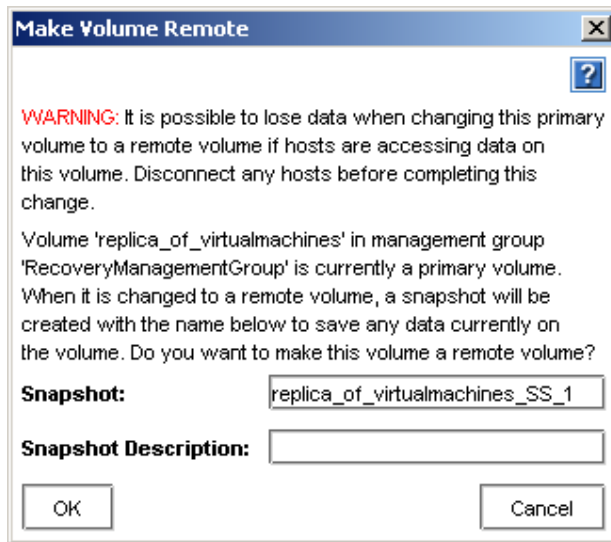 Make Volume Remote
WARNING: It is possible to lose data when changing this primary
volume to a remote volume if hosts are accessing data on
this volume. Disconnect any hosts before completing this
change.
Volume 'replica_of_virtualmachines' in management group
'RecoveryManagementGroup' is currently a primary volume.
When it is changed to a remote volume, a snapshot will be
created with the name below to save any data currently on
the volume. Do you want to make this volume a remote volume?
Snapshot: replica_of_virtualmachines_SS_1
Snapshot Description:
OK Cancel